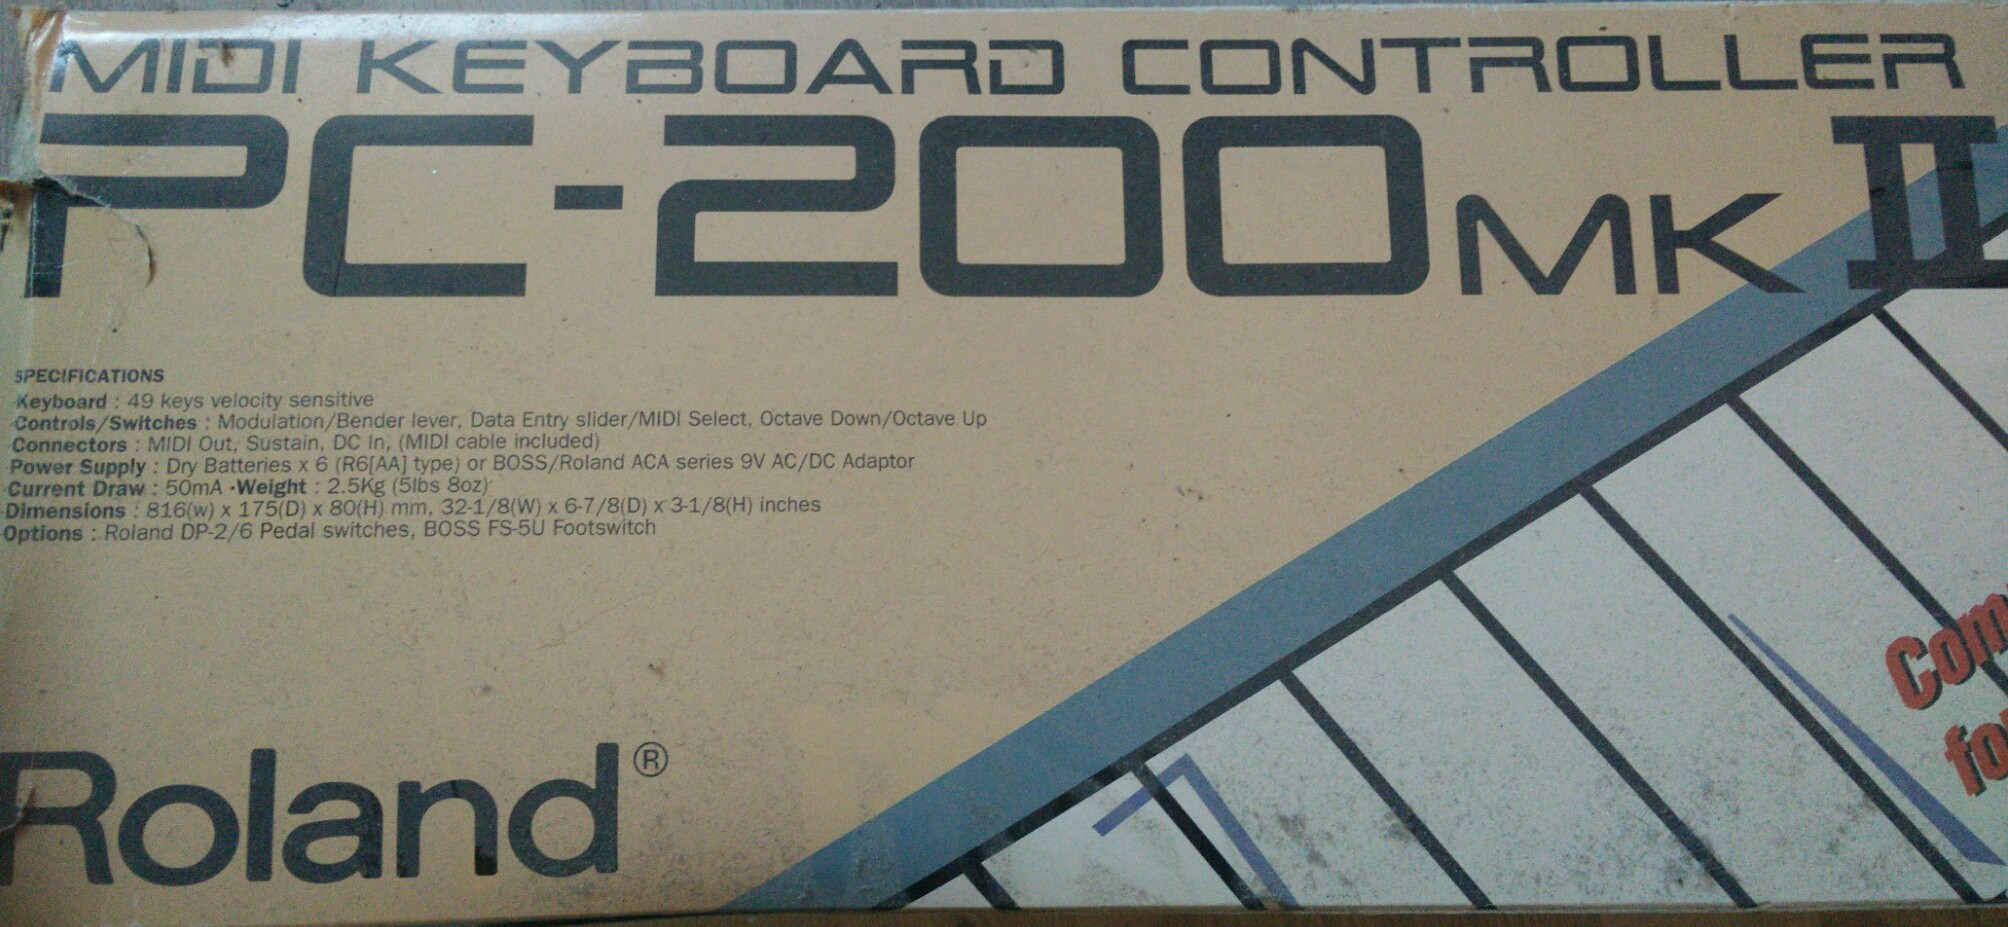 MIDI KEYBOARD CONTROLLER
PC-200 MK II
SPECIFICATIONS
Keyboard : 49 keys velocity sensitive
Controls/Switches : Modulation/Bender lever, Data Entry slider/MIDI Select, Octave Down/Octave Up
Connectors : MIDI Out, Sustain, DC In, (MIDI cable included)
Power Supply : Dry Batteries x 6 (R6[AA] type) or BOSS/Roland ACA series 9V AC/DC Adaptor
Current Draw : 50mA ·Weight : 2.5Kg (5lbs 8oz)
Dimensions : 816(w) x 175(D) x 80(H) mm, 32-1/8(W) x 6-7/8(D) x 3-1/8(H) inches
Options : Roland DP-2/6 Pedal switches, BOSS FS-5U Footswitch
Roland®